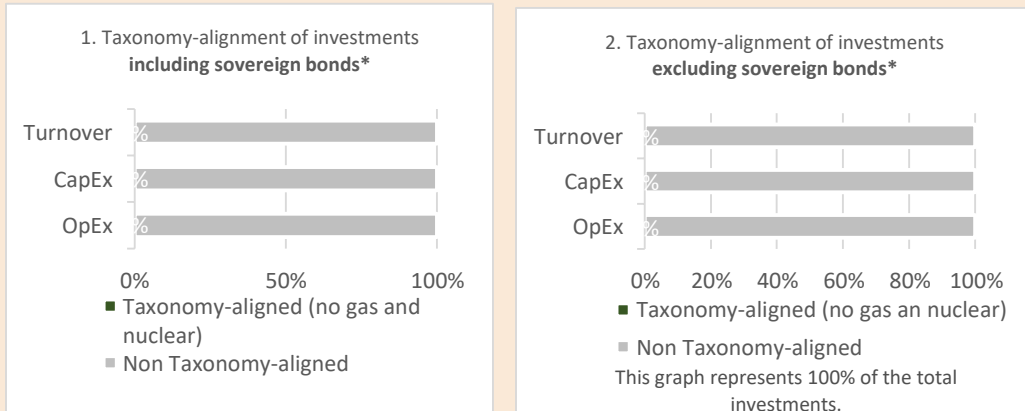 1. Taxonomy-alignment of investments
including sovereign bonds*
Turnover
%
CapEx
%
OpEx
%
0% 50% 100%
Taxonomy-aligned (no gas and
nuclear)
Non Taxonomy-aligned
2. Taxonomy-alignment of investments
excluding sovereign bonds*
Turnover
%
CapEx
%
OpEx
%
0% 20% 40% 60% 80% 100%
Taxonomy-aligned (no gas an nuclear)
Non Taxonomy-aligned
This graph represents 100% of the total
investments.